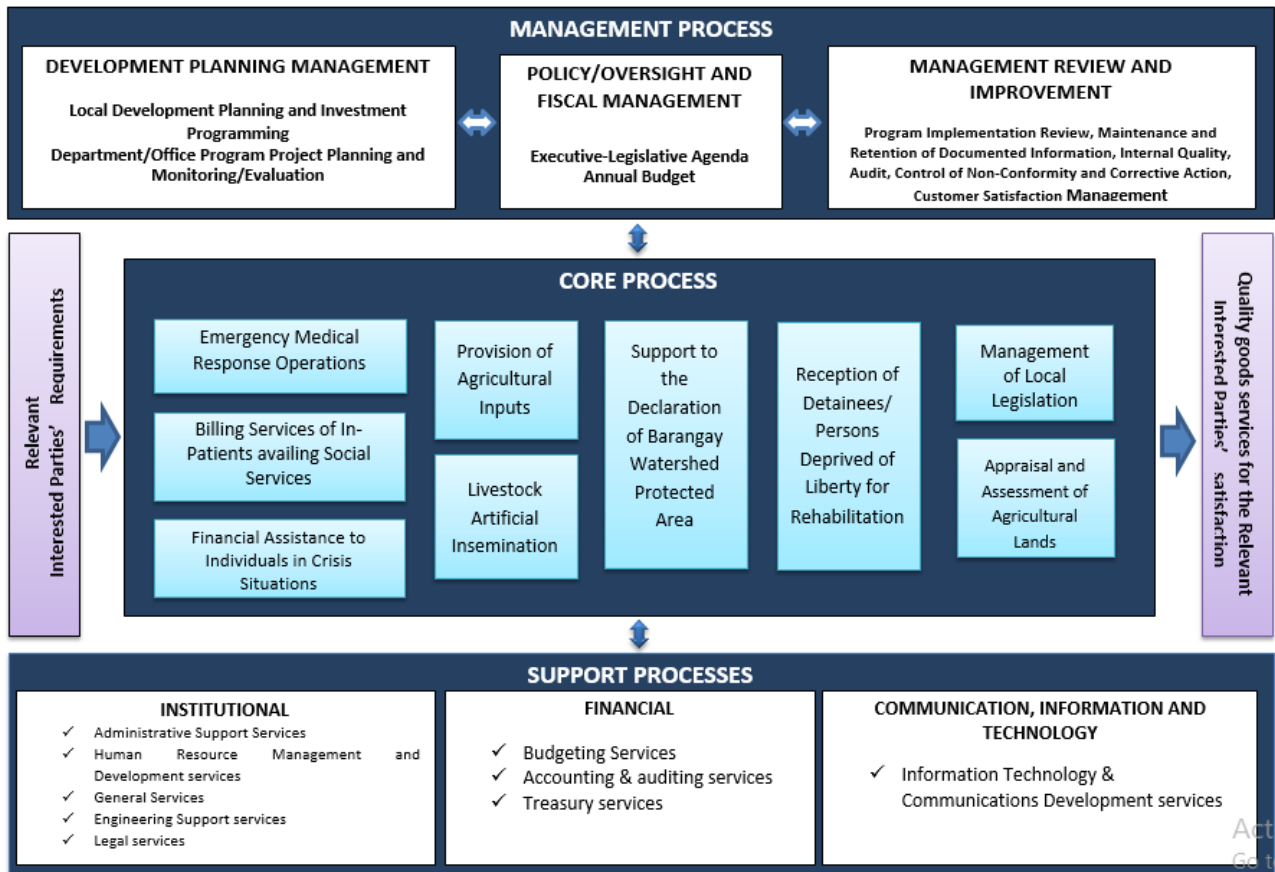 MANAGEMENT PROCESS
DEVELOPMENT PLANNING MANAGEMENT
Local Development Planning and Investment
Programming
Department/Office Program Project Planning and
Monitoring/Evaluation
POLICY/OVERSIGHT AND
FISCAL MANAGEMENT
Executive-Legislative Agenda
Annual Budget
MANAGEMENT REVIEW AND
IMPROVEMENT
Program Implementation Review, Maintenance and
Retention of Documented Information, Internal Quality,
Audit, Control of Non-Conformity and Corrective Action,
Customer Satisfaction Management
Relevant
Interested Parties’ Requirements
CORE PROCESS
Emergency Medical
Response Operations
Billing Services of In-
Patients availing Social
Services
Financial Assistance to
Individuals in Crisis
Situations
Provision of
Agricultural
Inputs
Livestock
Artificial
Insemination
Support to
the
Declaration
of Barangay
Watershed
Protected
Area
Reception of
Detainees/
Persons
Deprived of
Liberty for
Rehabilitation
Management
of Local
Legislation
Appraisal and
Assessment of
Agricultural
Lands
Quality goods services for the Relevant
Interested Parties’ satisfaction
SUPPORT PROCESSES
INSTITUTIONAL
✓ Administrative Support Services
✓ Human Resource Management and
Development services
✓ General Services
✓ Engineering Support services
✓ Legal services
FINANCIAL
✓ Budgeting Services
✓ Accounting & auditing services
✓ Treasury services
COMMUNICATION, INFORMATION AND
TECHNOLOGY
✓ Information Technology &
Communications Development services
Act
Go t